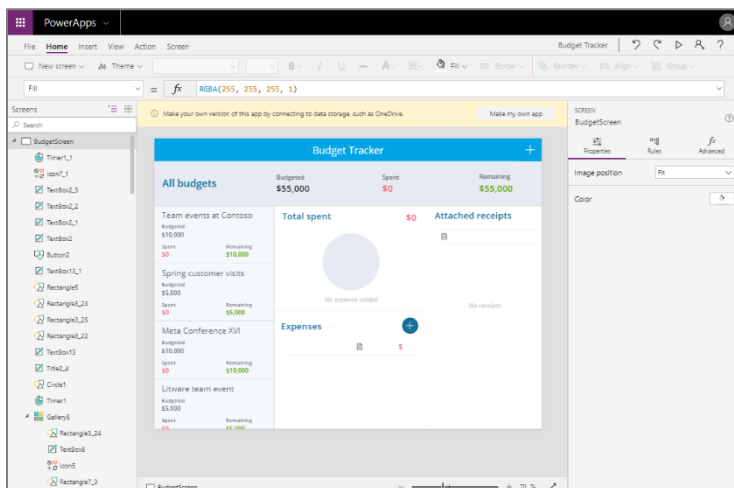 PowerApps
File Home Insert View Action Screen
Budget Tracker
New screen Theme B / U A Fill Border Reorder Align Group
Fill = fx RGBA(255, 255, 255, 1)
Screens
Search
BudgetScreen
Timer1_1
icon7_1
TextBox2_3
TextBox2_2
TextBox2_1
TextBox2
Button2
TextBox13_1
Rectangle5
Rectangle3_23
Rectangle3_25
Rectangle8_22
TextBox13
Title2_4
Circle1
Timer1
Gallery5
Rectangle3_24
TextBox8
icon5
Rectangle7_3
Make your own version of this app by connecting to data storage, such as OneDrive.
Make my own app
Budget Tracker
All budgets
Budgeted
$55,000
Spent
$0
Remaining
$55,000
Team events at Contoso
Budgeted
$10,000
Spent Remaining
$0 $10,000
Spring customer visits
Budgeted
$5,000
Spent Remaining
$0 $5,000
Meta Conference XVI
Budgeted
$10,000
Spent Remaining
$0 $10,000
Litware team event
Budgeted
$5,000
Spent Remaining
$0 $5,000
Total spent $0
No expense added
Expenses
$
Attached receipts
No receipts
SCREEN
BudgetScreen
Properties Rules Advanced
Image position Fit
Color
BudgetScreen
70 %